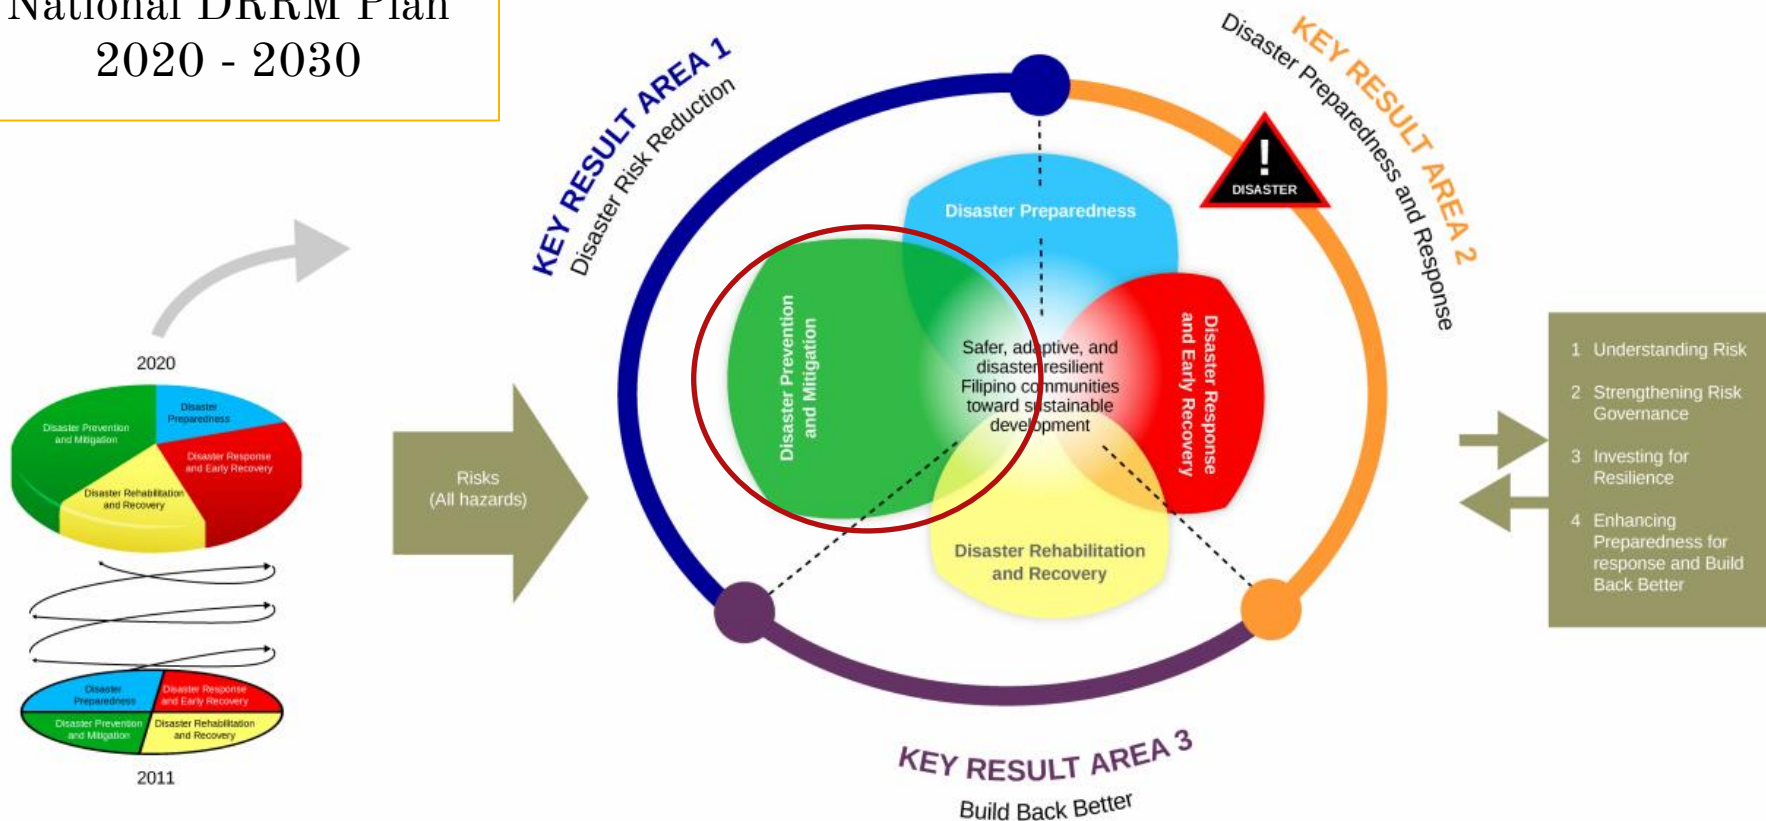 National DRRM Plan
2020 - 2030
KEY RESULT AREA 1
Disaster Risk Reduction
KEY RESULT AREA 2
Disaster Preparedness and Response
!
DISASTER
Disaster Preparedness
Disaster Prevention
and Mitigation
Safer, adaptive, and
disaster resilient
Filipino communities
toward sustainable
development
Disaster Response
and Early Recovery
Disaster Rehabilitation
and Recovery
KEY RESULT AREA 3
Build Back Better
Risks
(All hazards)
2020
Disaster
Preparedness
Disaster Prevention
and Mitigation
Disaster Response
and Early Recovery
Disaster Rehabilitation
and Recovery
Disaster
Preparedness
Disaster Response
and Early Recovery
Disaster Prevention
and Mitigation
Disaster Rehabilitation
and Recovery
2011
1 Understanding Risk
2 Strengthening Risk
Governance
3 Investing for
Resilience
4 Enhancing
Preparedness for
response and Build
Back Better